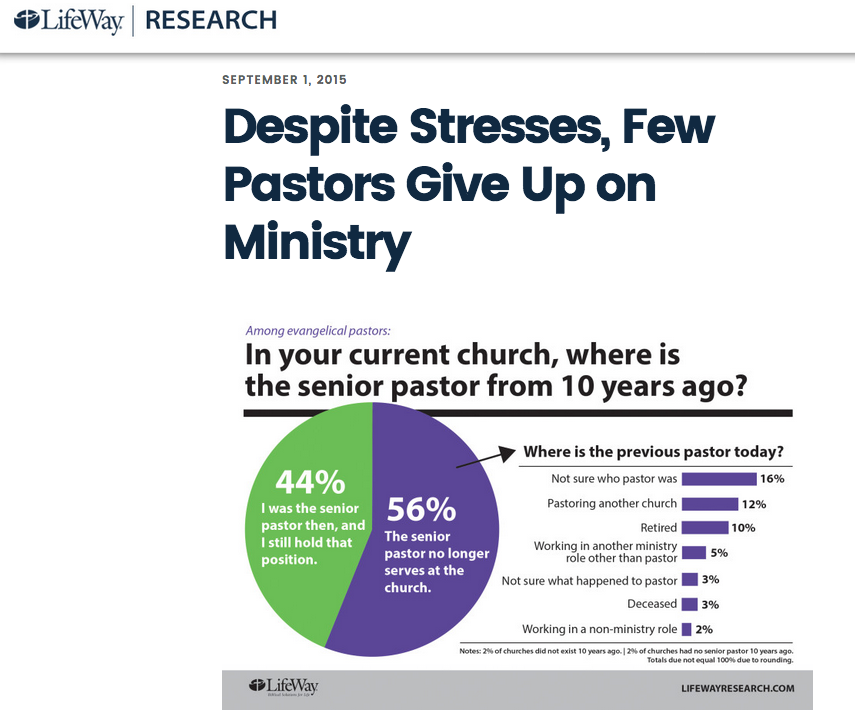 LifeWay | RESEARCH
SEPTEMBER 1, 2015
Despite Stresses, Few
Pastors Give Up on
Ministry
Among evangelical pastors:
In your current church, where is
the senior pastor from 10 years ago?
44%
I was the senior
pastor then, and
I still hold that
position.
56%
The senior
pastor no longer
serves at the
church.
Where is the previous pastor today?
Not sure who pastor was 16%
Pastoring another church 12%
Retired 10%
Working in another ministry
role other than pastor 5%
Not sure what happened to pastor 3%
Deceased 3%
Working in a non-ministry role 2%
Notes: 2% of churches did not exist 10 years ago. | 2% of churches had no senior pastor 10 years ago.
Totals due not equal 100% due to rounding.
LifeWay
Biblical Solutions for Life
LIFEWAYRESEARCH.COM